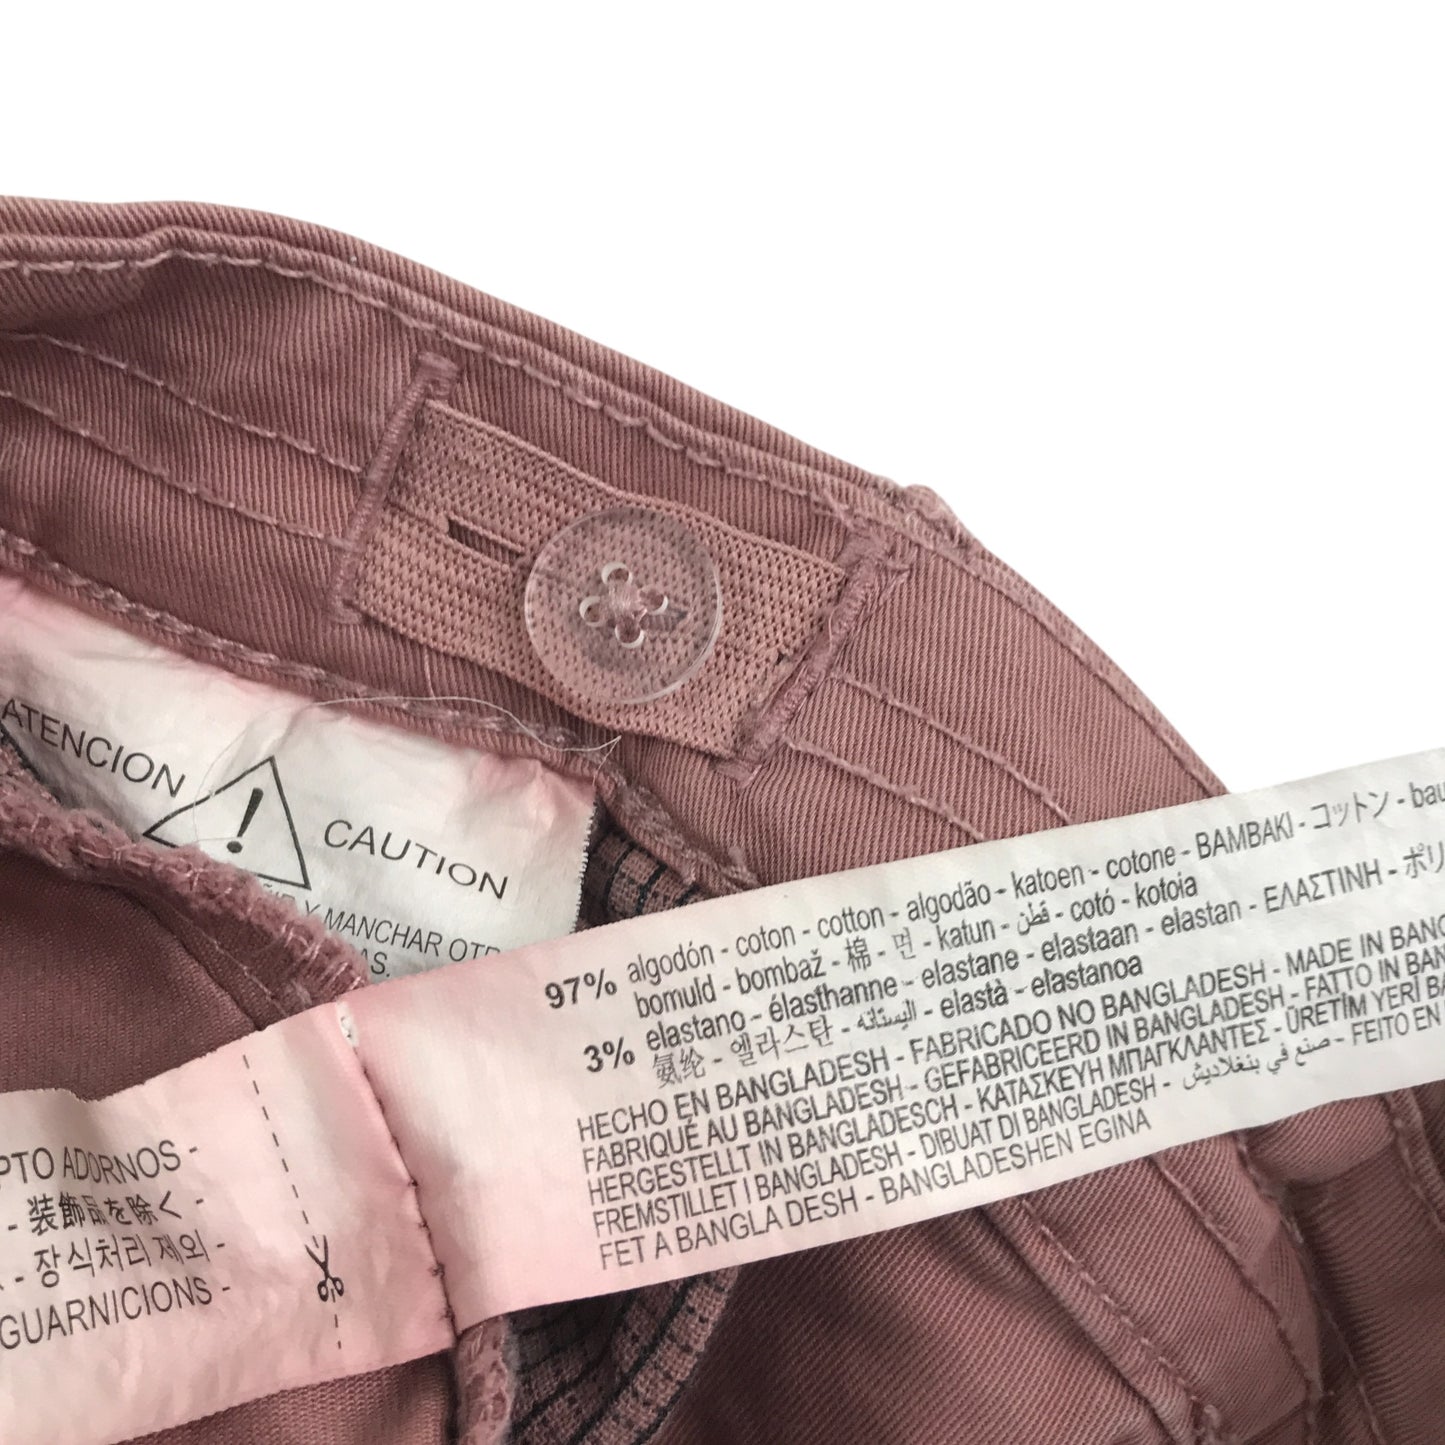 ATENCION
CAUTION
Y MANCHAR OTR
AS.
97% algodón - coton - cotton - algodão - katoen - cotone - BAMBAKI - コットン - bau
bomuld - bombaž - 棉 - 면 - katun - قطن - cotó - kotoia
3% elastano - élasthanne - elastane - elastaan - elastan - ΕΛΑΣΤΙΝΗ - ポリ
氨纶 - 엘라스탄 - اليستانه - elastà - elastanoa
HECHO EN BANGLADESH - FABRICADO NO BANGLADESH - MADE IN BANG
FABRIQUÉ AU BANGLADESH - GEFABRICEERD IN BANGLADESH - FATTO IN BAN
HERGESTELLT IN BANGLADESCH - ΚΑΤΑΣΚΕΥΗ ΜΠΑΓΚΛΑΝΤΕΣ - ÜRETİM YERİ BA
FREMSTILLET I BANGLADESH - DIBUAT DI BANGLADESH - صنع في بنغلاديش - FEITO EN
FET A BANGLA DESH - BANGLADESHEN EGINA
PTO ADORNOS -
- 装飾品を除く -
- 장식처리 제외 -
GUARNICIONS -